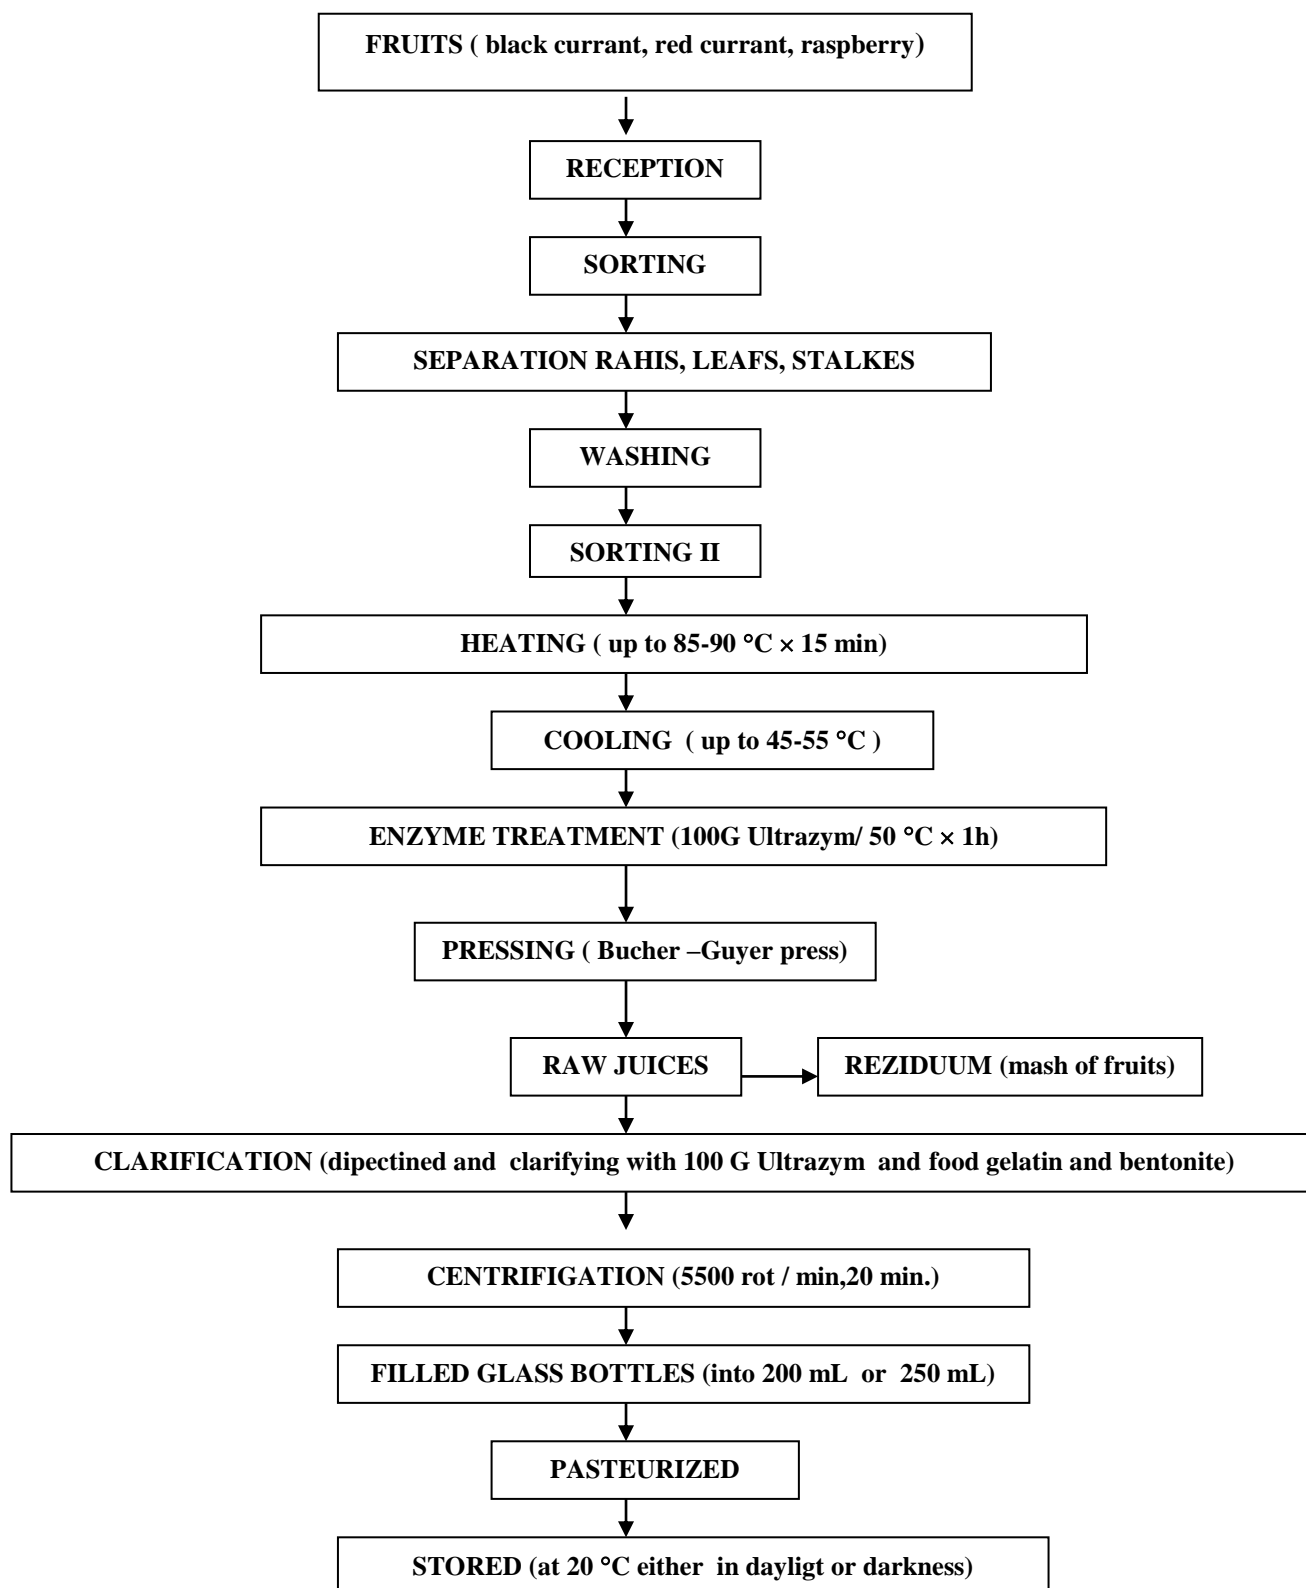 FRUITS ( black currant, red currant, raspberry)
RECEPTION
SORTING
SEPARATION RAHIS, LEAFS, STALKES
WASHING
SORTING II
HEATING ( up to 85-90 °C × 15 min)
COOLING ( up to 45-55 °C )
ENZYME TREATMENT (100G Ultrazym/ 50 °C × 1h)
PRESSING ( Bucher –Guyer press)
RAW JUICES
REZIDUUM (mash of fruits)
CLARIFICATION (dipectined and clarifying with 100 G Ultrazym and food gelatin and bentonite)
CENTRIFIGATION (5500 rot / min,20 min.)
FILLED GLASS BOTTLES (into 200 mL or 250 mL)
PASTEURIZED
STORED (at 20 °C either in dayligt or darkness)